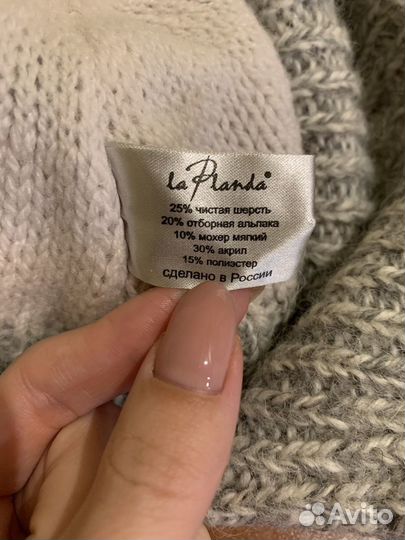 la Planda®
25% чистая шерсть
20% отборная альпака
10% мохер мягкий
30% акрил
15% полиэстер
сделано в России
Avito